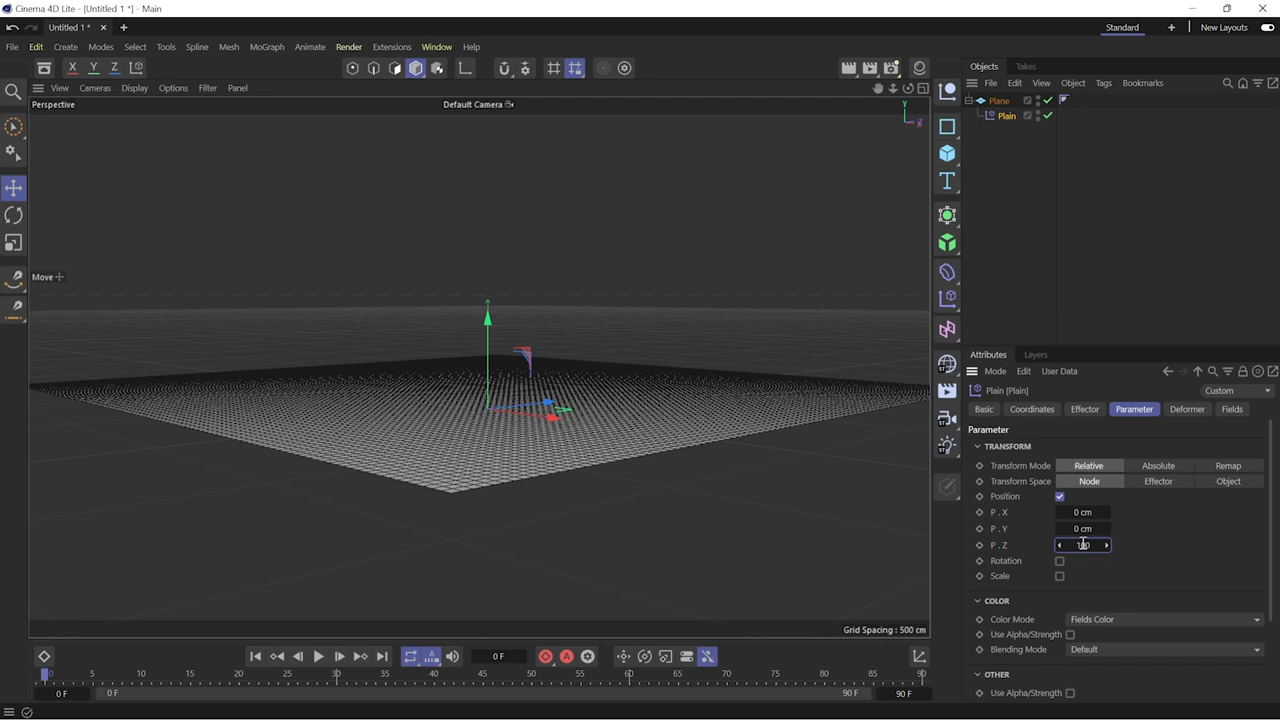 Cinema 4D Lite - [Untitled 1 *] - Main
Untitled 1 *
Standard
New Layouts
File Edit Create Modes Select Tools Spline Mesh MoGraph Animate Render Extensions Window Help
X Y Z
Objects Takes
View Cameras Display Options Filter Panel
File Edit View Object Tags Bookmarks
Perspective
Default Camera
Y
Plane
Plain
T
Move
Attributes Layers
Mode Edit User Data
Plain [Plain]
Custom
Basic Coordinates Effector Parameter Deformer Fields
Parameter
TRANSFORM
Transform Mode Relative Absolute Remap
Transform Space Node Effector Object
Position
P . X 0 cm
P . Y 0 cm
P . Z
Rotation
Scale
COLOR
Color Mode Fields Color
Use Alpha/Strength
Blending Mode Default
OTHER
Use Alpha/Strength
Grid Spacing : 500 cm
0 F
0 5 10 15 20 25 30 35 40 45 50 55 60 65 70 75 80 85 90
0 F 0 F 90 F 90 F